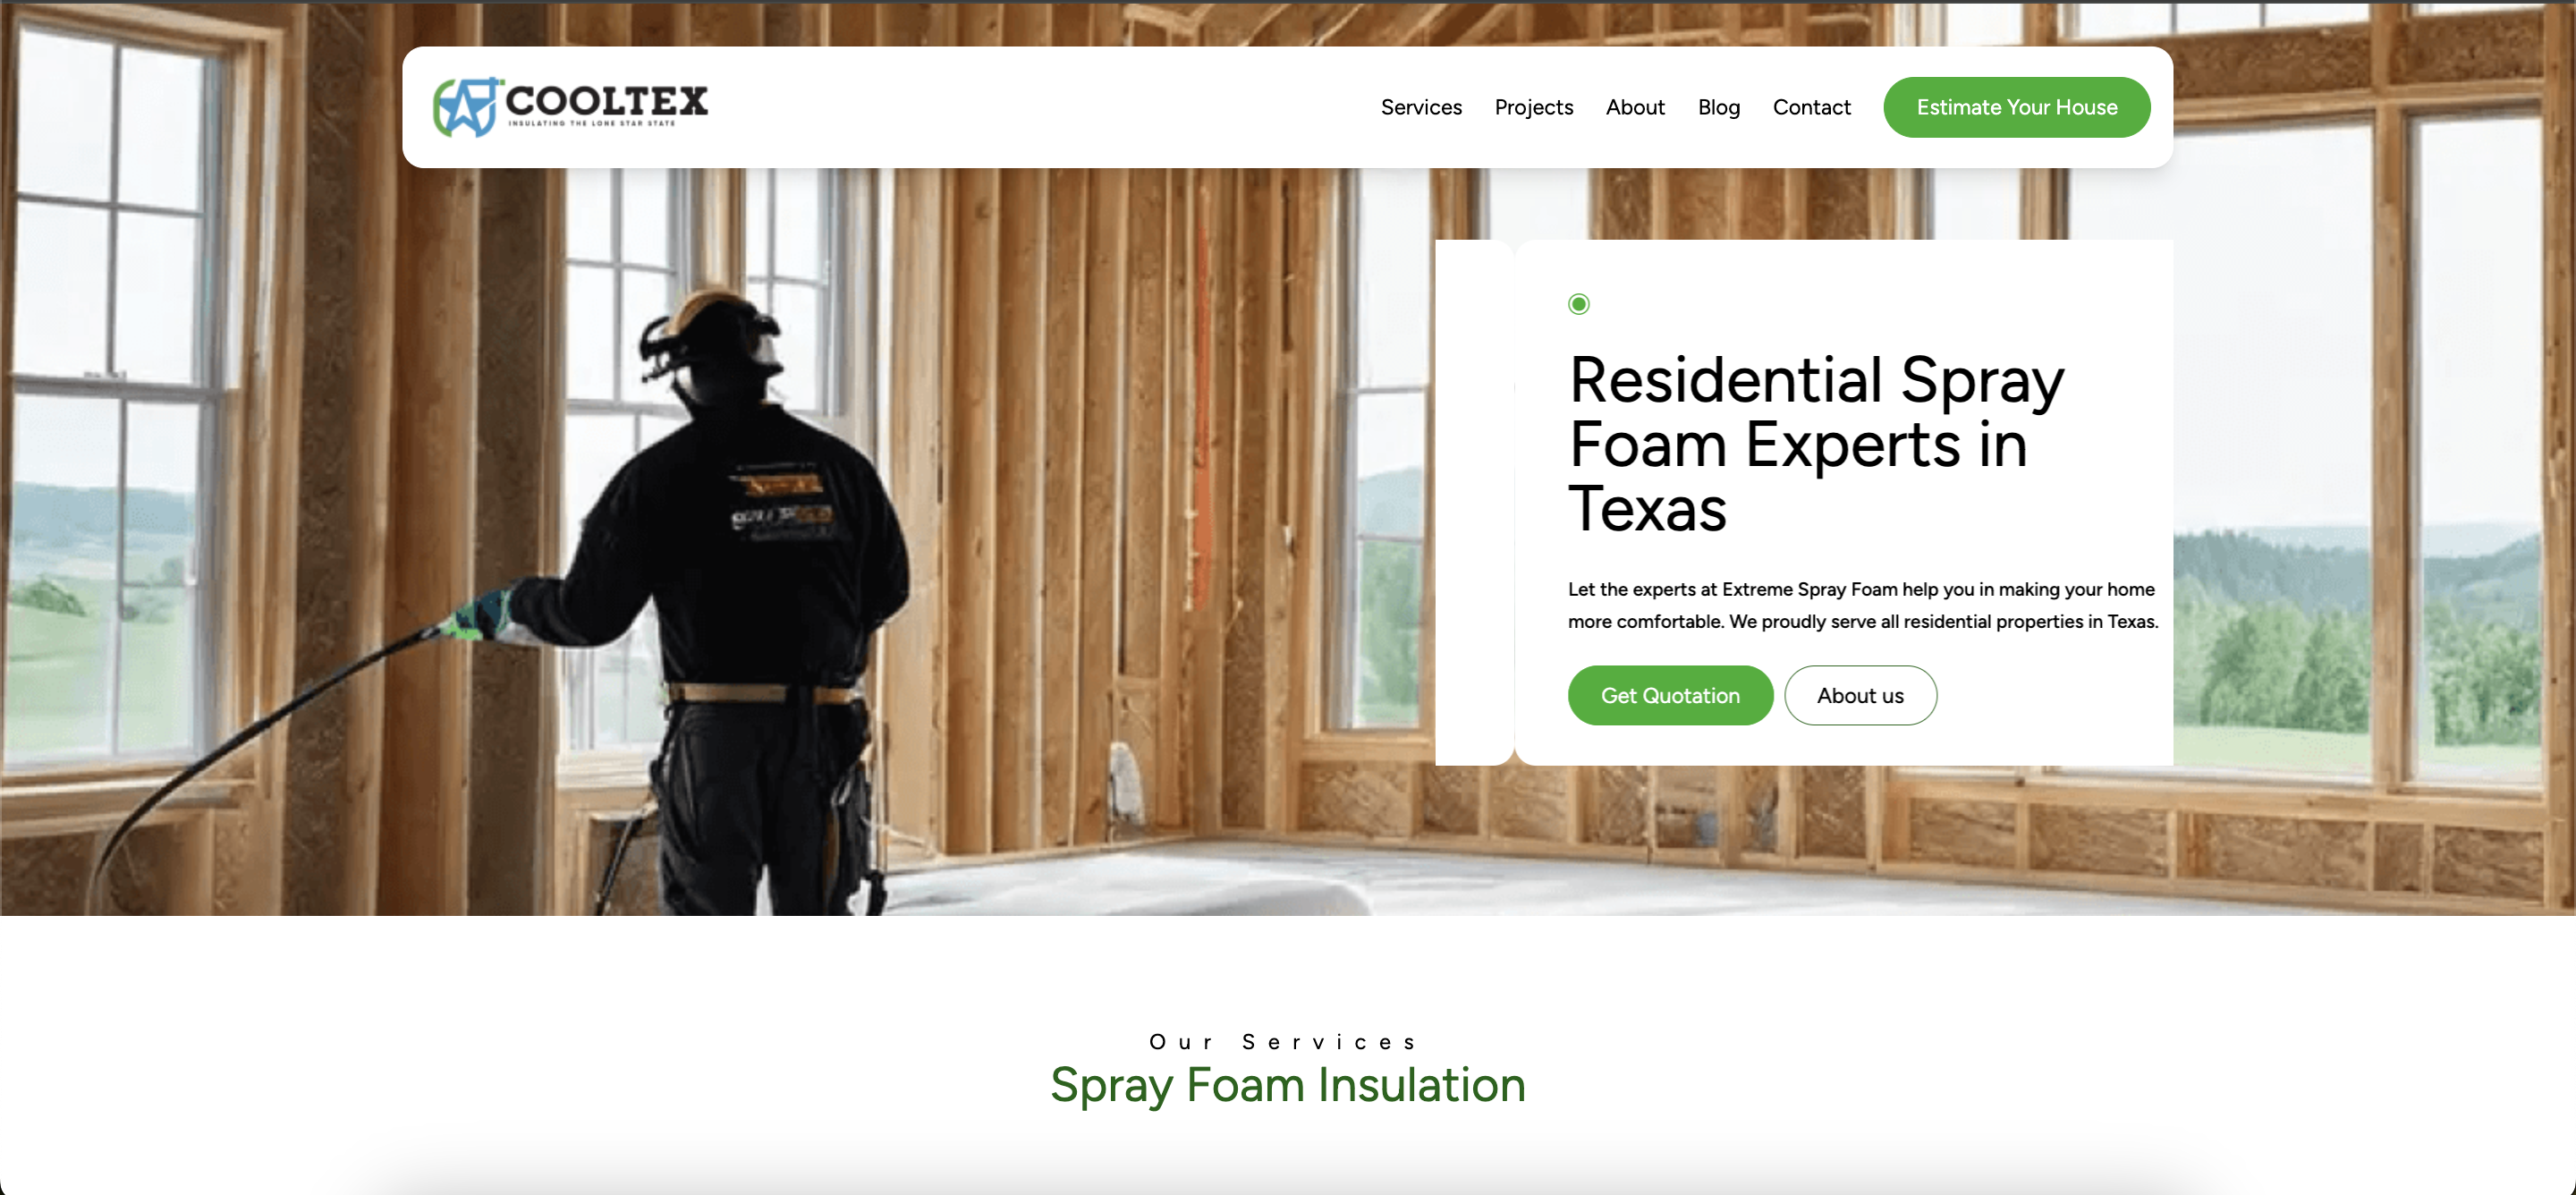 COOLTEX
INSULATING THE LONE STAR STATE
Services
Projects
About
Blog
Contact
Estimate Your House
Residential Spray
Foam Experts in
Texas
Let the experts at Extreme Spray Foam help you in making your home
more comfortable. We proudly serve all residential properties in Texas.
Get Quotation
About us
Our Services
Spray Foam Insulation